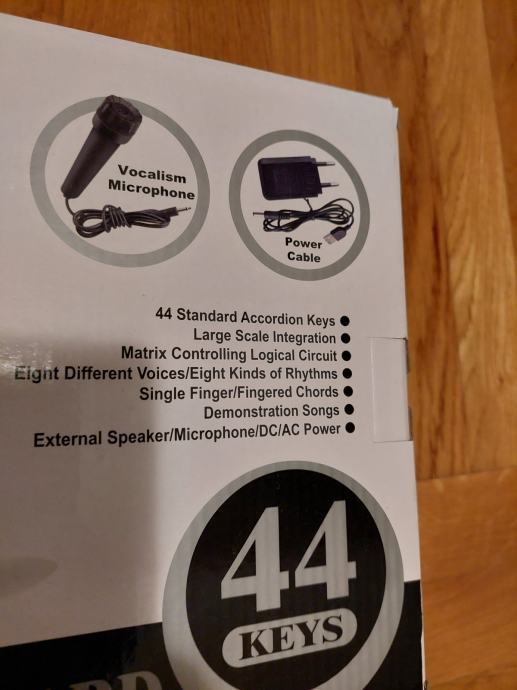 Vocalism
Microphone
Power
Cable
44 Standard Accordion Keys
Large Scale Integration
Matrix Controlling Logical Circuit
Eight Different Voices/Eight Kinds of Rhythms
Single Finger/Fingered Chords
Demonstration Songs
External Speaker/Microphone/DC/AC Power
44
KEYS